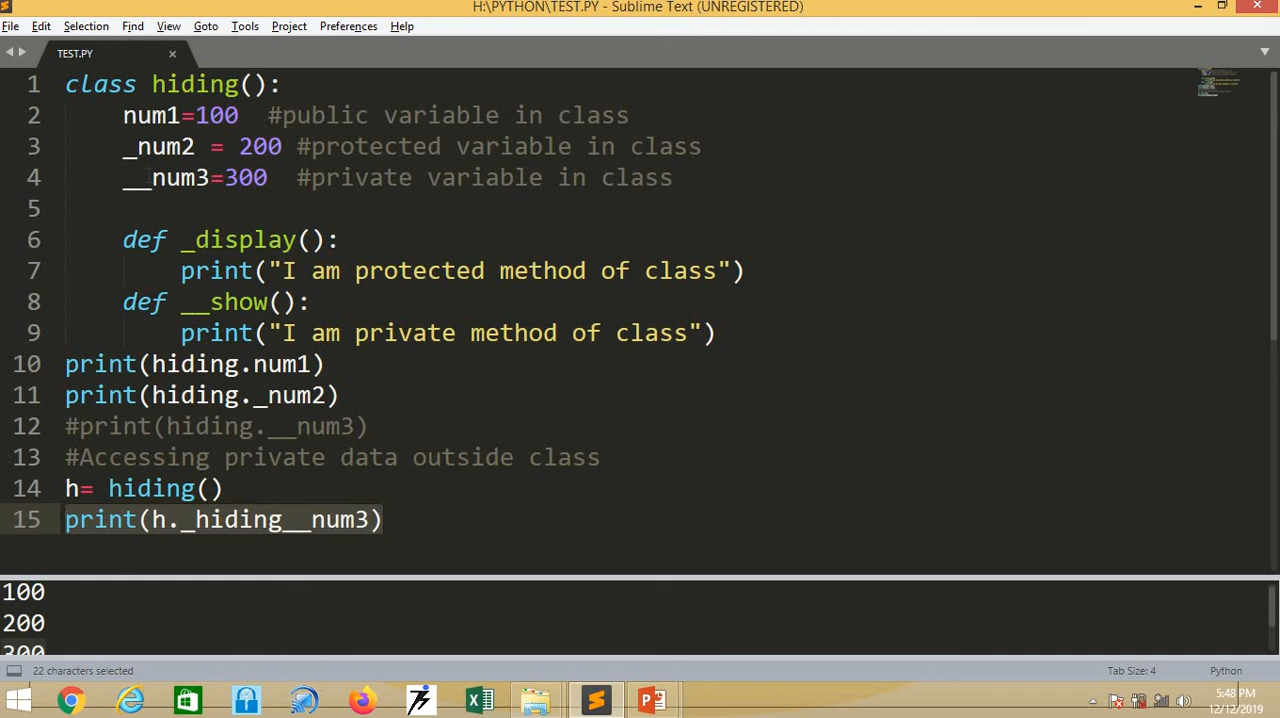 H:\PYTHON\TEST.PY - Sublime Text (UNREGISTERED)
File Edit Selection Find View Goto Tools Project Preferences Help
TEST.PY
1 class hiding():
2 num1=100 #public variable in class
3 _num2 = 200 #protected variable in class
4 __num3=300 #private variable in class
5
6 def _display():
7 print("I am protected method of class")
8 def __show():
9 print("I am private method of class")
10 print(hiding.num1)
11 print(hiding._num2)
12 #print(hiding.__num3)
13 #Accessing private data outside class
14 h= hiding()
15 print(h._hiding__num3)
100
200
300
22 characters selected Tab Size: 4 Python
5:48 PM
12/12/2019